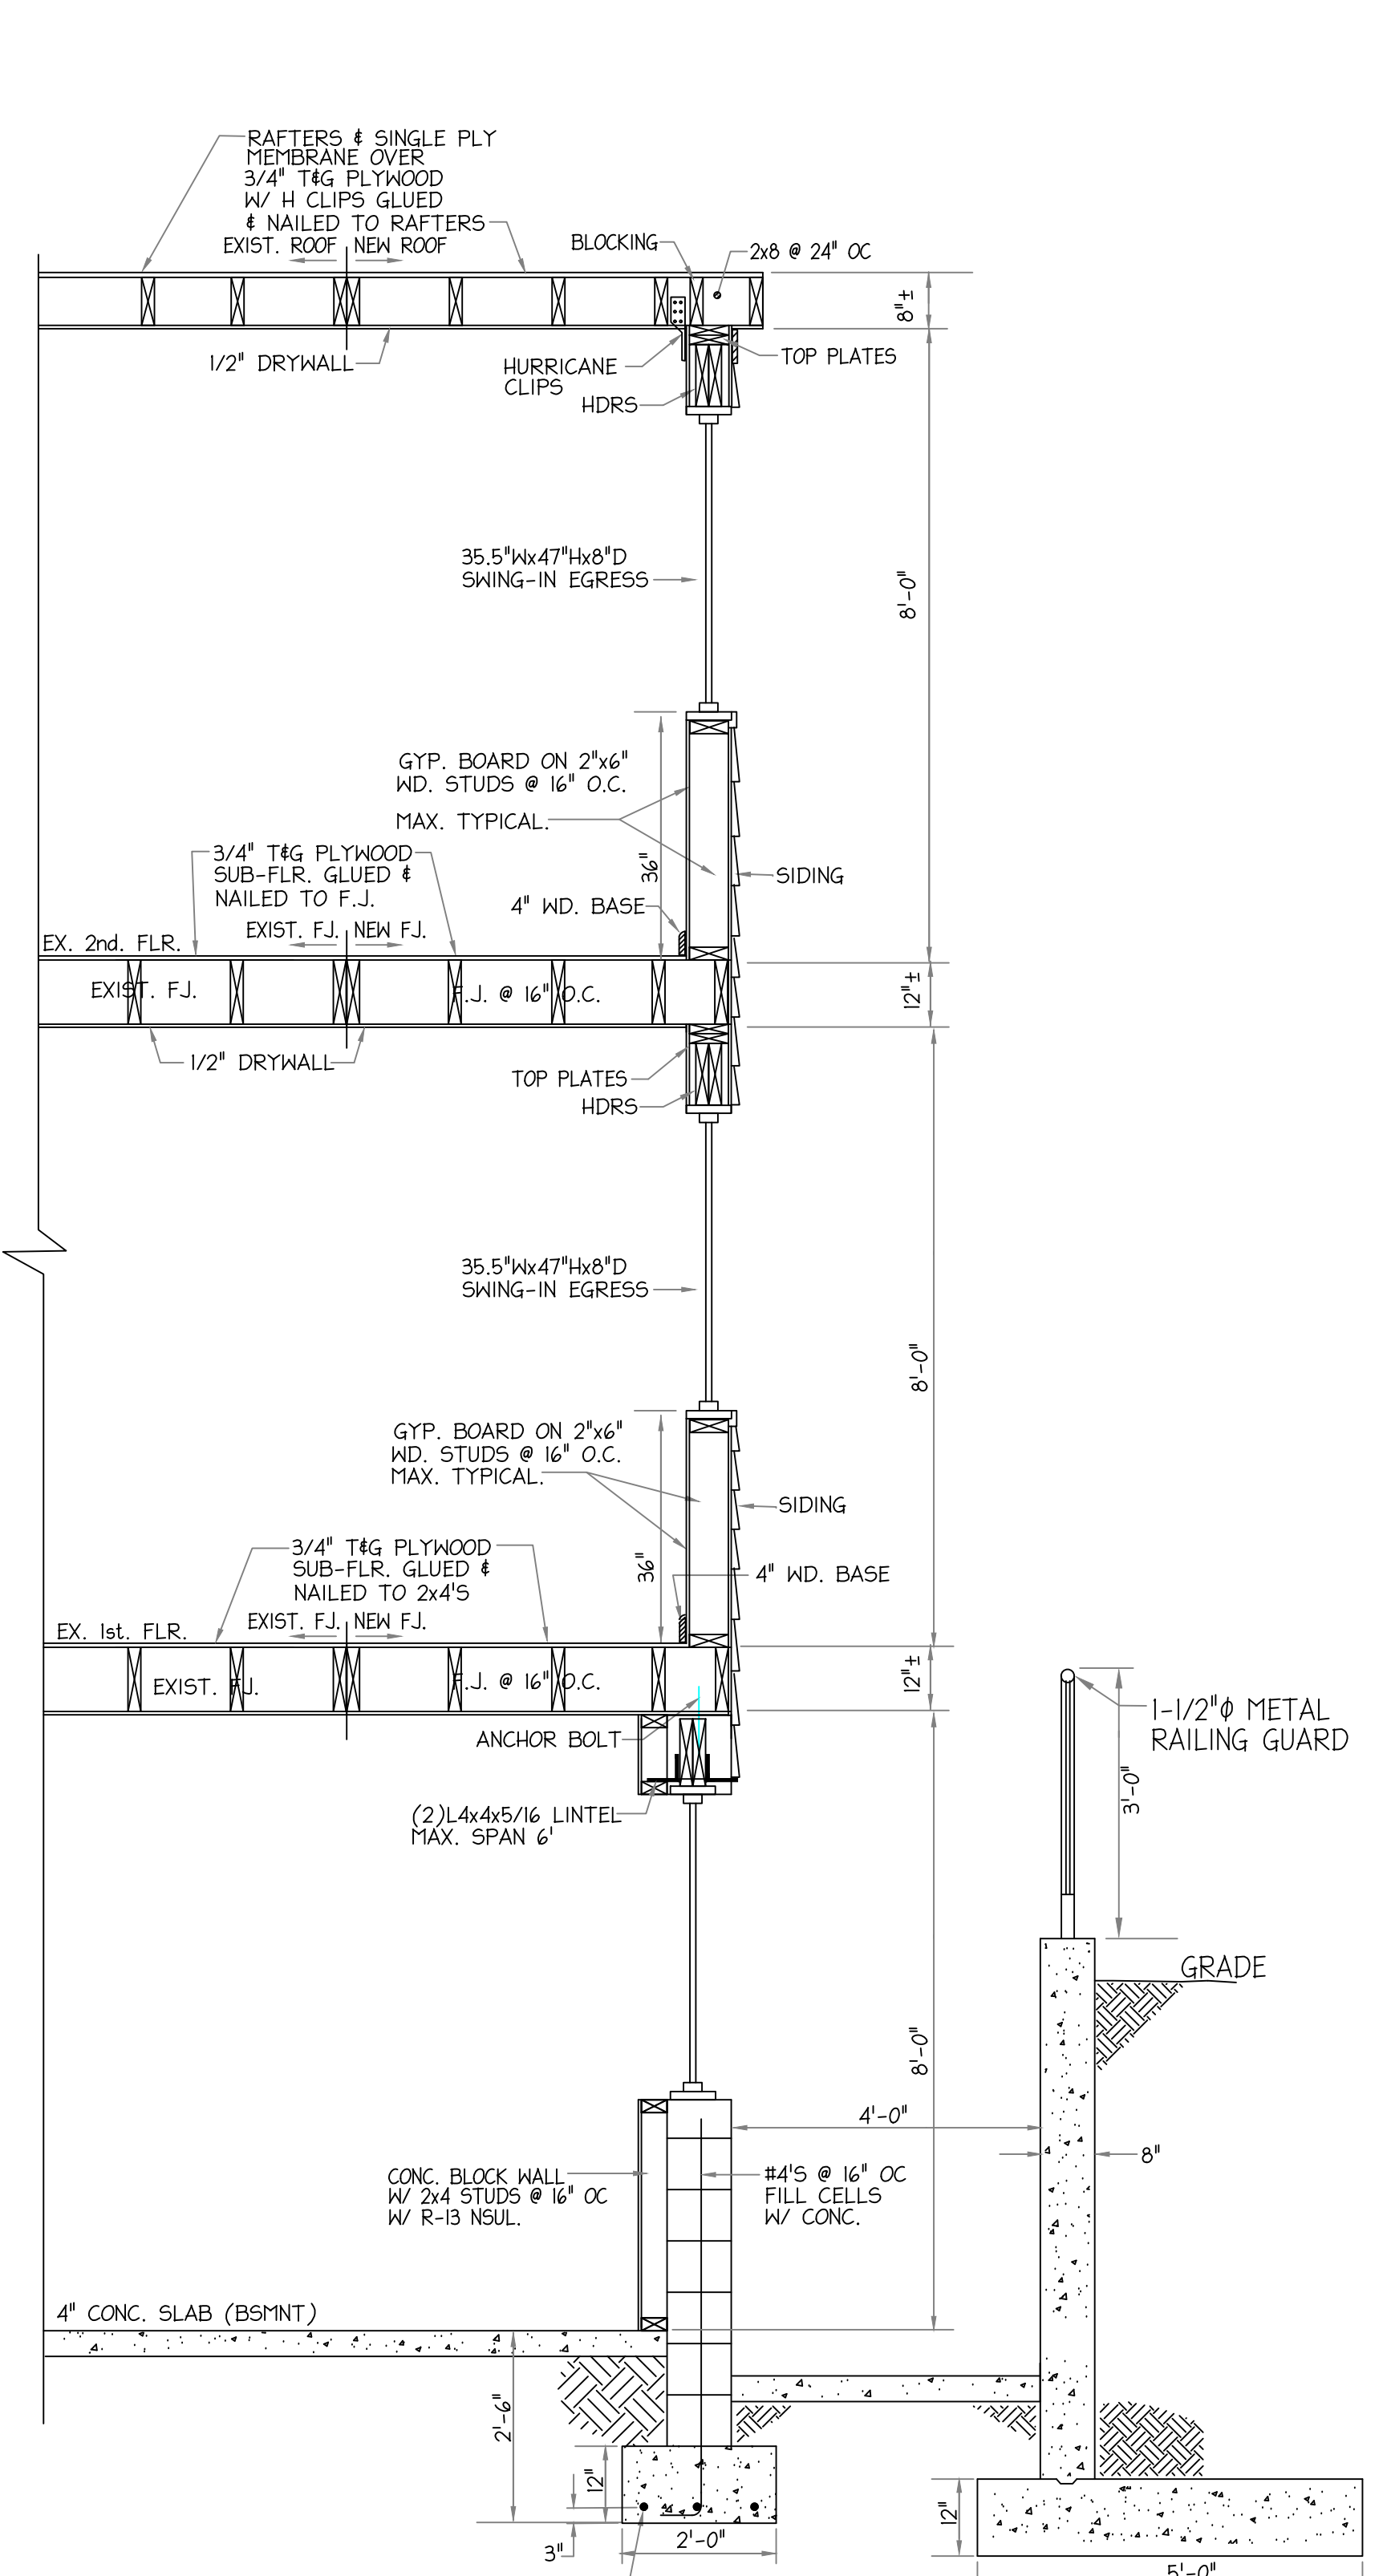 RAFTERS & SINGLE PLY
MEMBRANE OVER
3/4" T&G PLYWOOD
W/ H CLIPS GLUED
& NAILED TO RAFTERS
EXIST. ROOF NEW ROOF
BLOCKING
2x8 @ 24" OC
8"±
1/2" DRYWALL
HURRICANE
CLIPS
TOP PLATES
HDRS
35.5"Wx47"Hx8"D
SWING-IN EGRESS
8'-0"
GYP. BOARD ON 2"x6"
WD. STUDS @ 16" O.C.
MAX. TYPICAL.
3/4" T&G PLYWOOD
SUB-FLR. GLUED &
NAILED TO F.J.
36"
SIDING
4" WD. BASE
EXIST. FJ. NEW FJ.
EX. 2nd. FLR.
EXIST. FJ.
F.J. @ 16" O.C.
12"±
1/2" DRYWALL
TOP PLATES
HDRS
35.5"Wx47"Hx8"D
SWING-IN EGRESS
8'-0"
GYP. BOARD ON 2"x6"
WD. STUDS @ 16" O.C.
MAX. TYPICAL.
SIDING
3/4" T&G PLYWOOD
SUB-FLR. GLUED &
NAILED TO 2x4'S
36"
4" WD. BASE
EXIST. FJ. NEW FJ.
EX. 1st. FLR.
EXIST. FJ.
F.J. @ 16" O.C.
12"±
ANCHOR BOLT
1-1/2"ϕ METAL
RAILING GUARD
3'-0"
(2)L4x4x5/16 LINTEL
MAX. SPAN 6'
GRADE
8'-0"
4'-0"
8"
CONC. BLOCK WALL
W/ 2x4 STUDS @ 16" OC
W/ R-13 NSUL.
#4'S @ 16" OC
FILL CELLS
W/ CONC.
4" CONC. SLAB (BSMNT)
2'-6"
12"
12"
3"
2'-0"
5'-0"